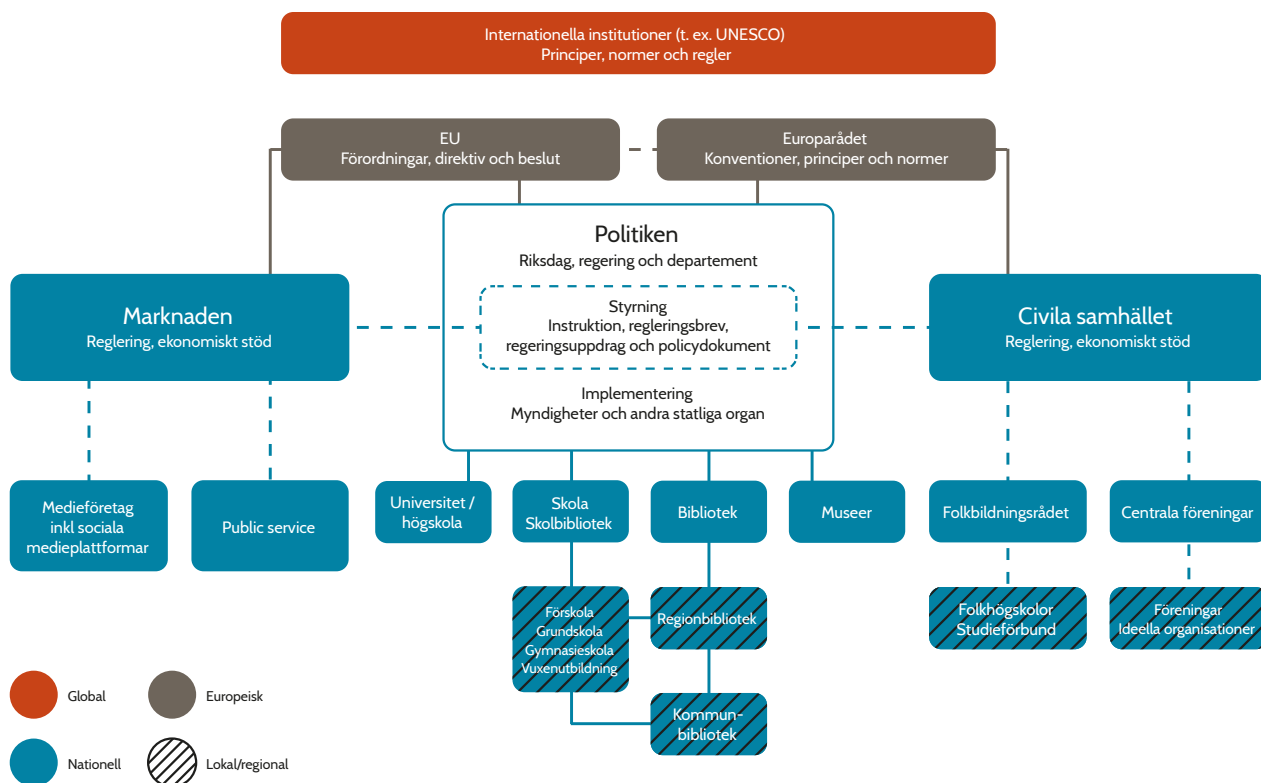 Internationella institutioner (t. ex. UNESCO)
Principer, normer och regler
EU
Förordningar, direktiv och beslut
Europarådet
Konventioner, principer och normer
Politiken
Riksdag, regering och departement
Styrning
Instruktion, regleringsbrev,
regeringsuppdrag och policydokument
Implementering
Myndigheter och andra statliga organ
Marknaden
Reglering, ekonomiskt stöd
Civila samhället
Reglering, ekonomiskt stöd
Medieföretag
inkl sociala
medieplattformar
Public service
Universitet /
högskola
Skola
Skolbibliotek
Bibliotek
Museer
Folkbildningsrådet
Centrala föreningar
Förskola
Grundskola
Gymnasieskola
Vuxenutbildning
Regionbibliotek
Folkhögskolor
Studieförbund
Föreningar
Ideella organisationer
Kommun-
bibliotek
Global
Europeisk
Nationell
Lokal/regional